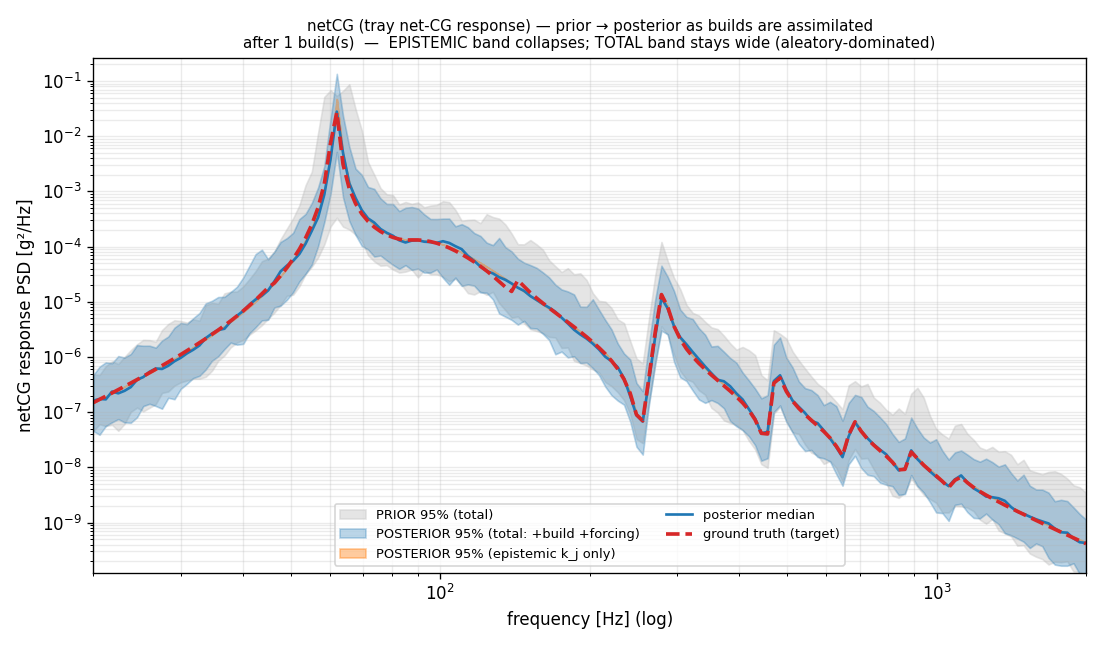 netCG (tray net-CG response) — prior → posterior as builds are assimilated
after 1 build(s)  —  EPISTEMIC band collapses; TOTAL band stays wide (aleatory-dominated)
netCG response PSD [g²/Hz]
10⁻¹
10⁻²
10⁻³
10⁻⁴
10⁻⁵
10⁻⁶
10⁻⁷
10⁻⁸
10⁻⁹
PRIOR 95% (total)
POSTERIOR 95% (total: +build +forcing)
POSTERIOR 95% (epistemic k_j only)
posterior median
ground truth (target)
10²
10³
frequency [Hz] (log)